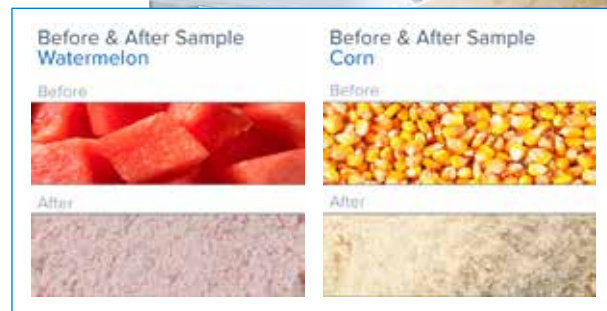 Before & After Sample
Watermelon
Before
After
Before & After Sample
Corn
Before
After